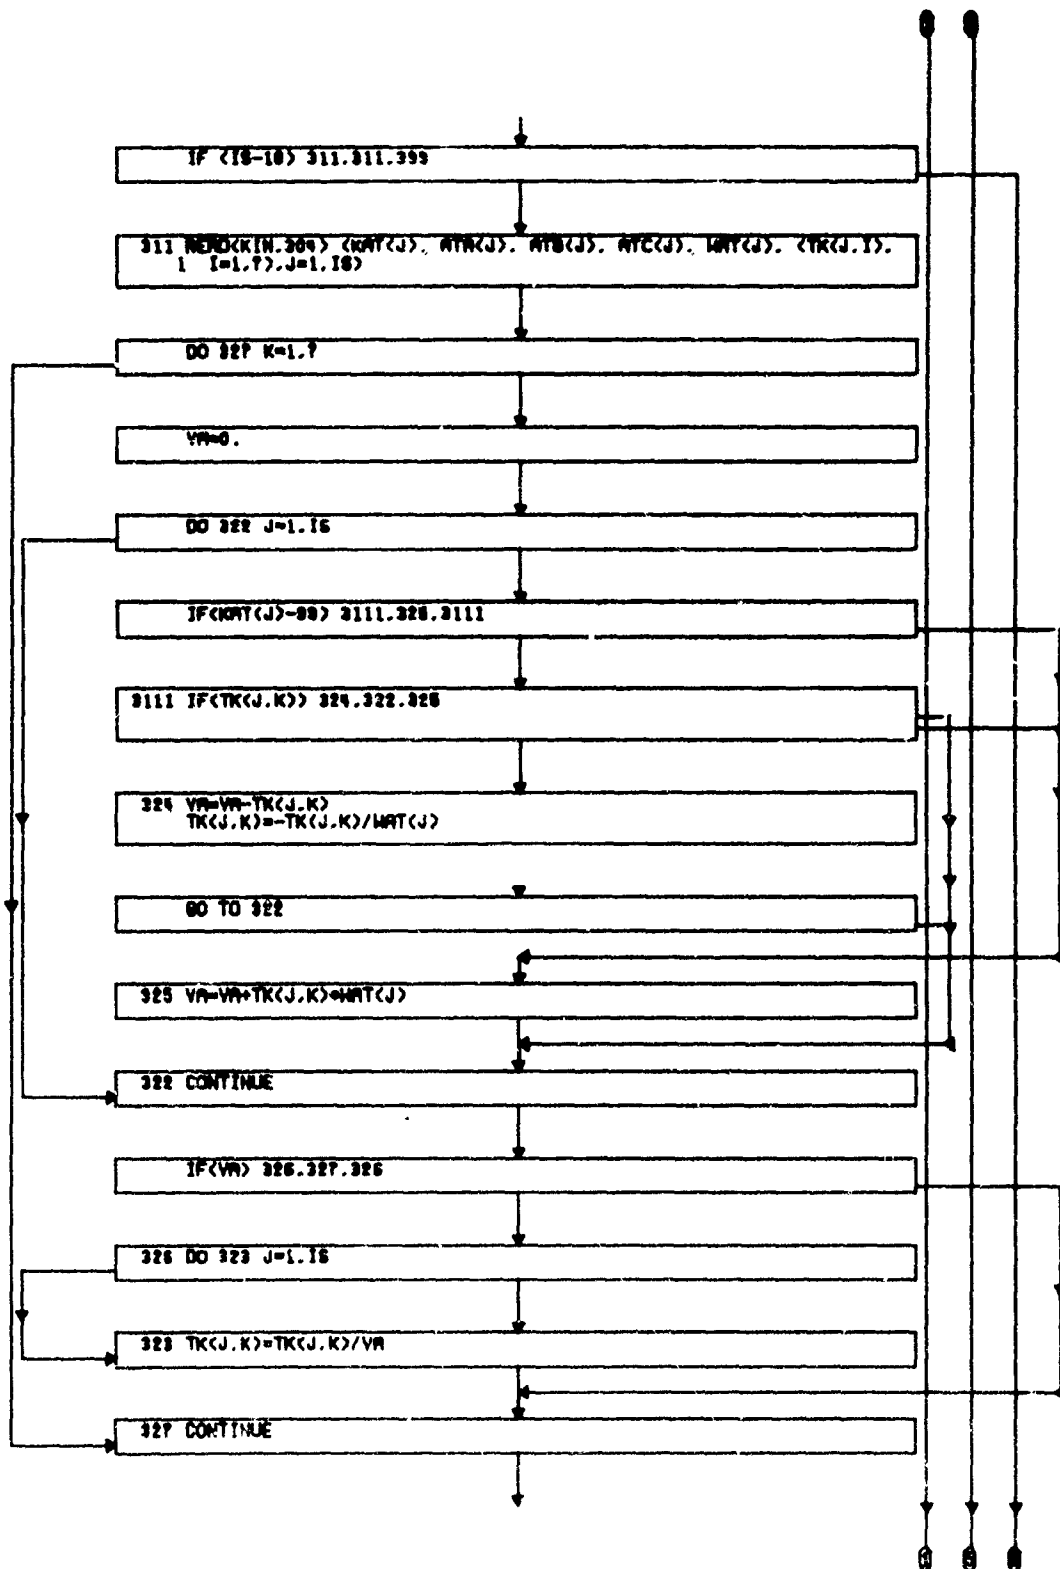 IF (IS-10) 311.311.399
311 READ(KIN.304) (KAT(J). ATA(J). ATB(J). ATC(J). WAT(J). (TK(J.I).
1 I=1.7).J=1.IS)
DO 327 K=1.7
VA=0.
DO 322 J=1.IS
IF(KAT(J)-99) 3111.325.3111
3111 IF(TK(J.K)) 324.322.325
324 VA=VA-TK(J.K)
TK(J.K)=-TK(J.K)/WAT(J)
GO TO 322
325 VA=VA+TK(J.K)*WAT(J)
322 CONTINUE
IF(VA) 326.327.326
326 DO 323 J=1.IS
323 TK(J.K)=TK(J.K)/VA
327 CONTINUE